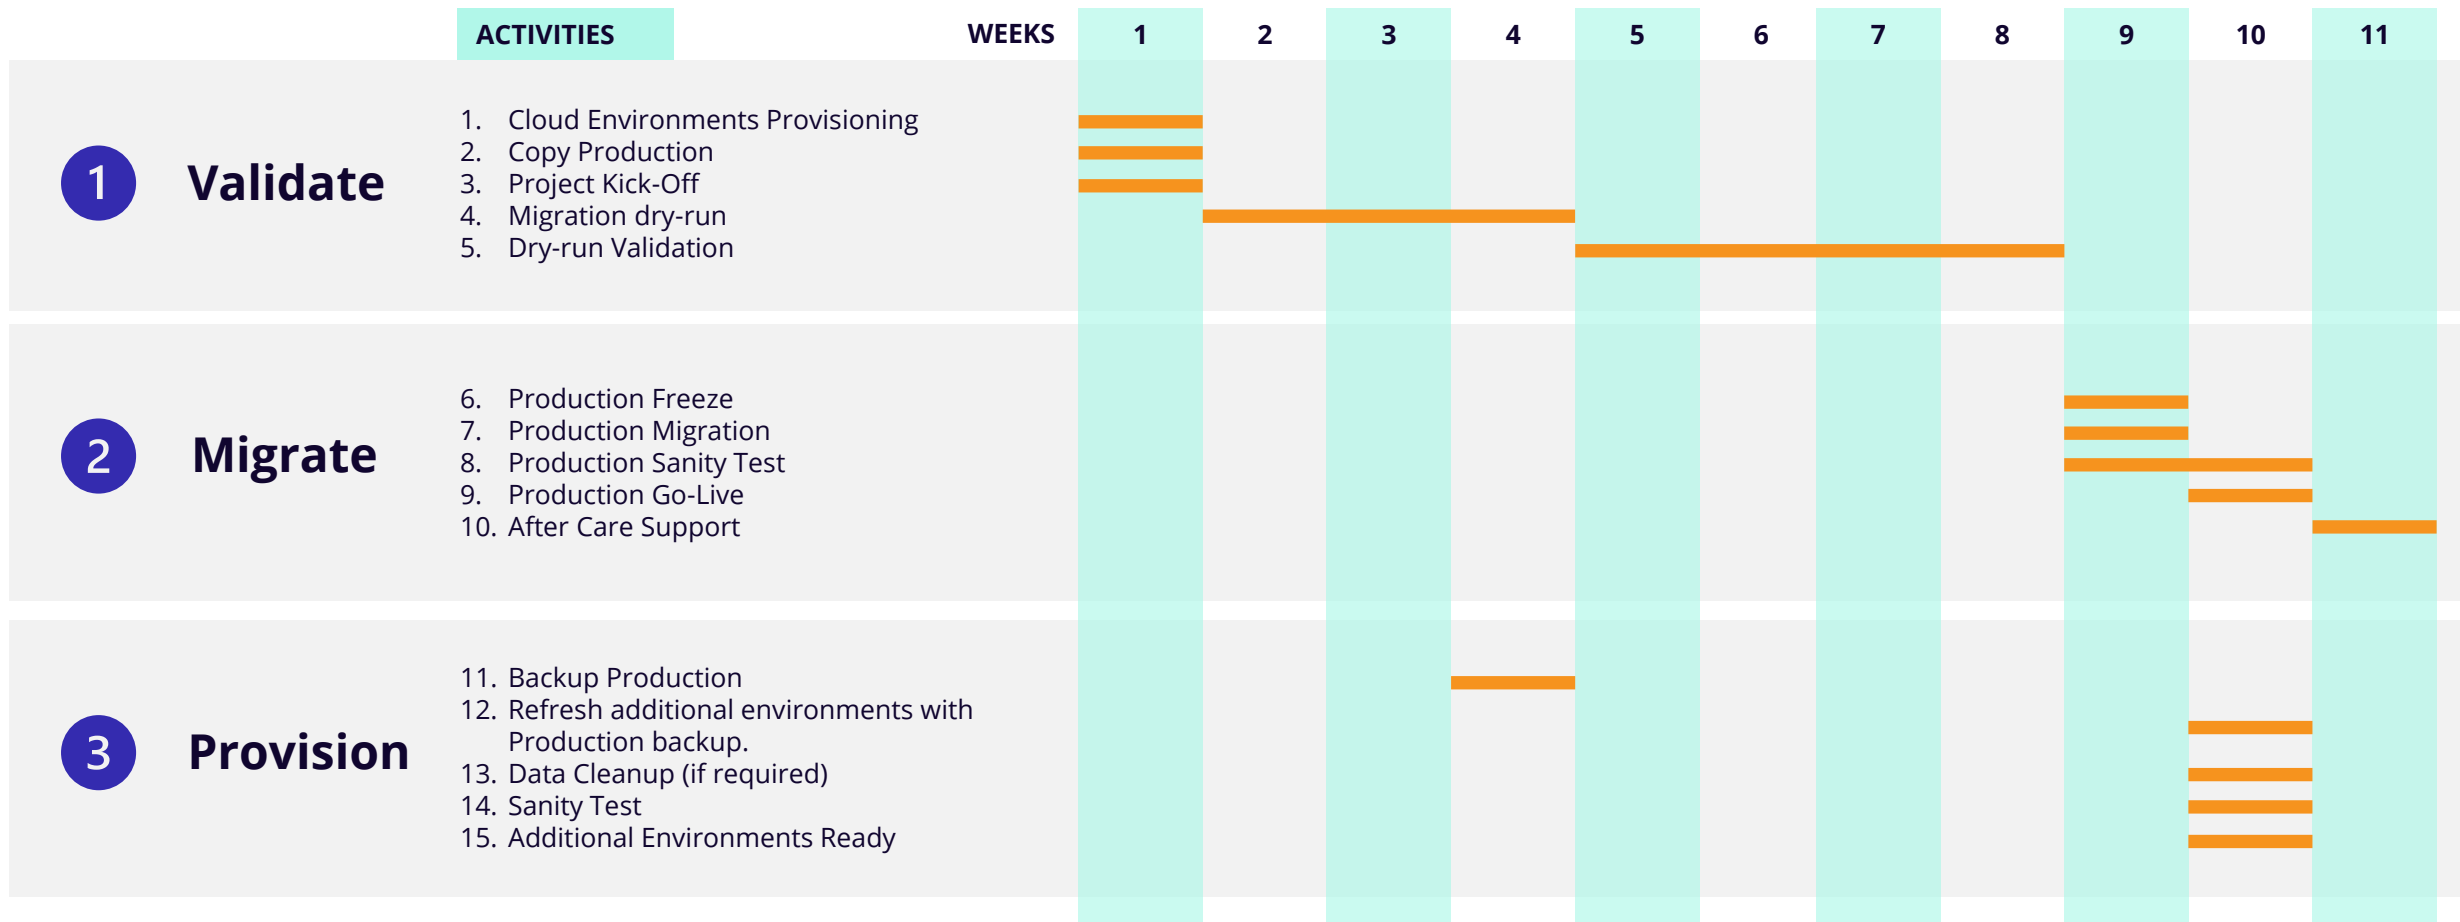 ACTIVITIES WEEKS 1 2 3 4 5 6 7 8 9 10 11
1 Validate
1. Cloud Environments Provisioning
2. Copy Production
3. Project Kick-Off
4. Migration dry-run
5. Dry-run Validation
2 Migrate
6. Production Freeze
7. Production Migration
8. Production Sanity Test
9. Production Go-Live
10. After Care Support
3 Provision
11. Backup Production
12. Refresh additional environments with
Production backup.
13. Data Cleanup (if required)
14. Sanity Test
15. Additional Environments Ready